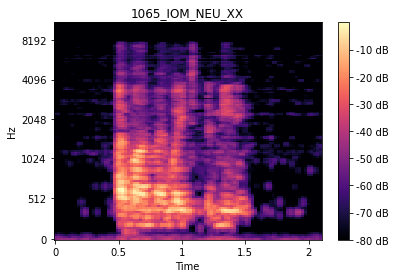 1065_IOM_NEU_XX
8192
4096
2048
1024
512
0
Hz
0
0.5
1
1.5
2
Time
-10 dB
-20 dB
-30 dB
-40 dB
-50 dB
-60 dB
-70 dB
-80 dB